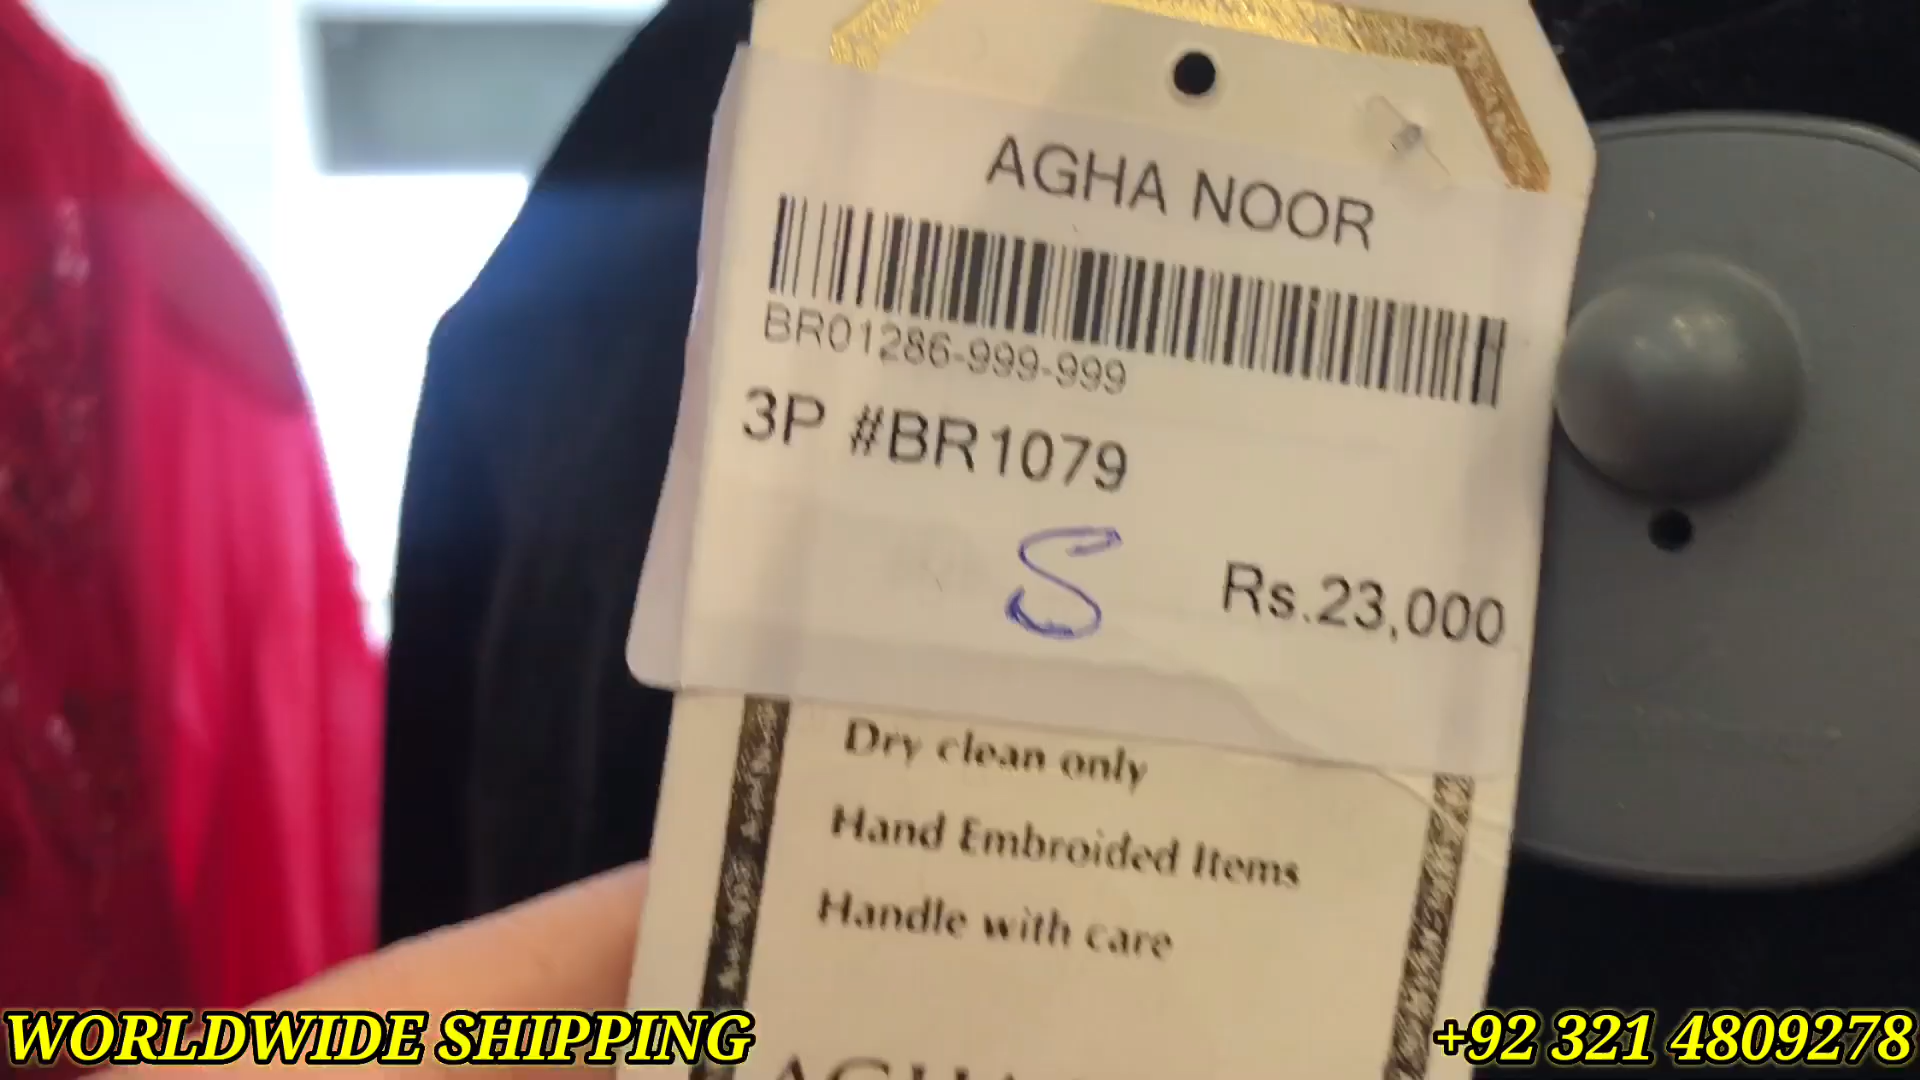 AGHA NOOR
BR01286-999-999
3P #BR1079
S
Rs.23,000
Dry clean only
Hand Embroided Items
Handle with care
WORLDWIDE SHIPPING
+92 321 4809278